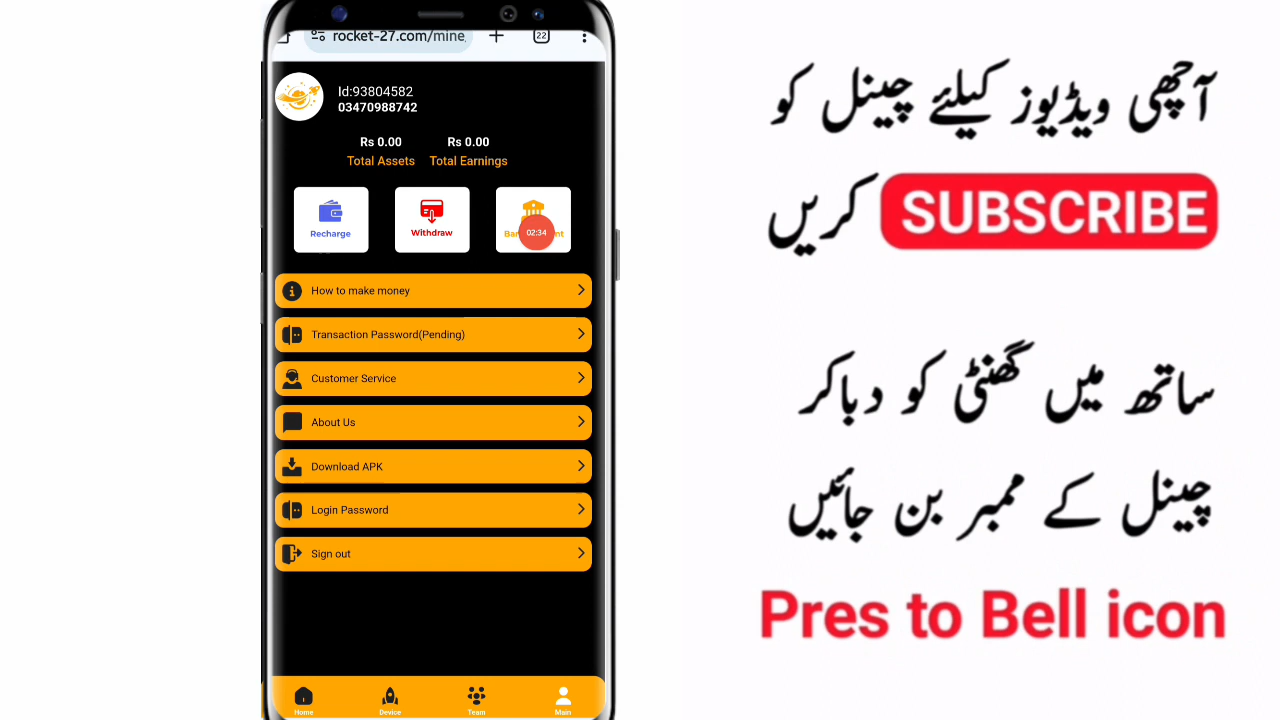 rocket-27.com/mine
22
Id:93804582
03470988742
Rs 0.00 Rs 0.00
Total Assets Total Earnings
Recharge Withdraw
02:34
How to make money
Transaction Password(Pending)
Customer Service
About Us
Download APK
Login Password
Sign out
Home Device Team Main
آچھی ویڈیوز کیلئے چینل کو
SUBSCRIBE کریں
ساتھ میں گھنٹی کو دباکر
چینل کے ممبر بن جائیں
Pres to Bell icon